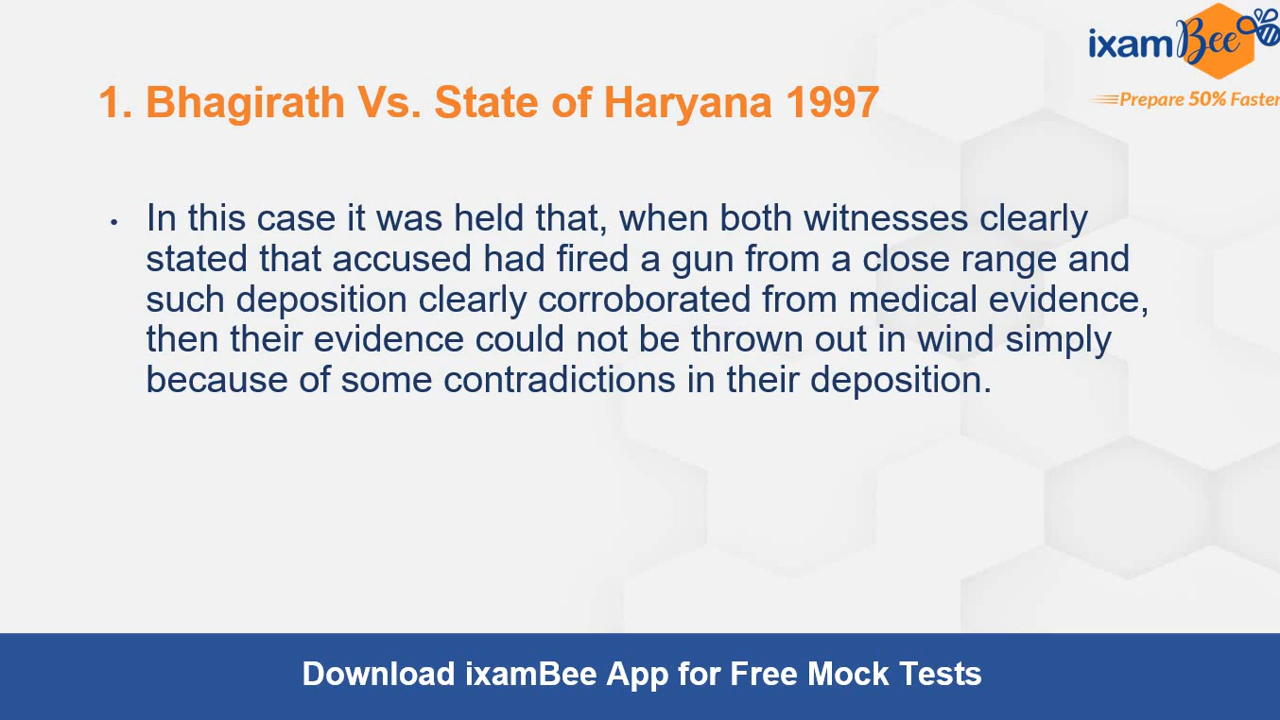 ixamBee
Prepare 50% Faster
1. Bhagirath Vs. State of Haryana 1997
• In this case it was held that, when both witnesses clearly
stated that accused had fired a gun from a close range and
such deposition clearly corroborated from medical evidence,
then their evidence could not be thrown out in wind simply
because of some contradictions in their deposition.
Download ixamBee App for Free Mock Tests